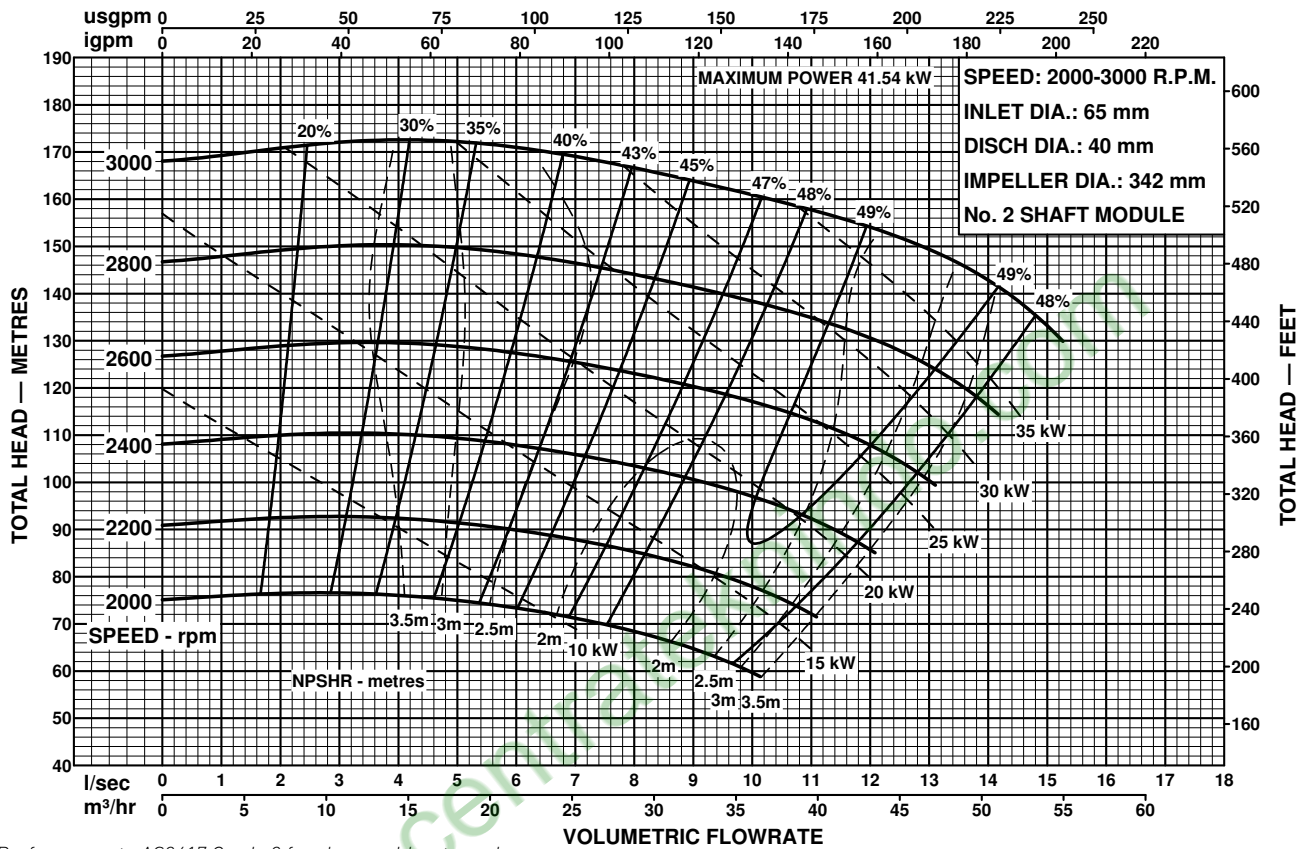 usgpm 0 25 50 75 100 125 150 175 200 225 250
igpm 0 20 40 60 80 100 120 140 160 180 200 220
MAXIMUM POWER 41.54 kW
SPEED: 2000-3000 R.P.M.
INLET DIA.: 65 mm
DISCH DIA.: 40 mm
IMPELLER DIA.: 342 mm
No. 2 SHAFT MODULE
TOTAL HEAD — METRES
190
180
170
160
150
140
130
120
110
100
90
80
70
60
50
40
TOTAL HEAD — FEET
600
560
520
480
440
400
360
320
280
240
200
160
20% 30% 35% 40% 43% 45% 47% 48% 49%
49%
48%
3000
2800
2600
2400
2200
2000
SPEED - rpm
35 kW
30 kW
25 kW
20 kW
15 kW
10 kW
3.5m 3m 2.5m 2m
2m
2.5m
3m 3.5m
NPSHR - metres
l/sec 0 1 2 3 4 5 6 7 8 9 10 11 12 13 14 15 16 17 18
m³/hr 0 5 10 15 20 25 30 35 40 45 50 55 60
VOLUMETRIC FLOWRATE
centrateknindo.com